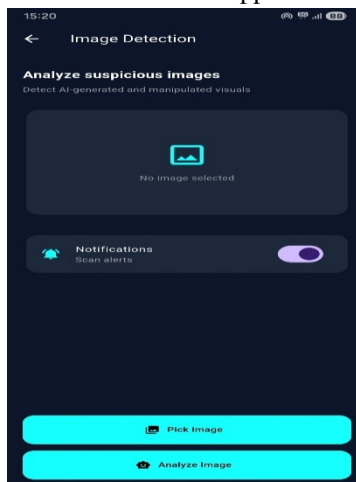 15:20 88
Image Detection
Analyze suspicious images
Detect AI-generated and manipulated visuals
No image selected
Notifications
Scan alerts
Pick Image
Analyze Image